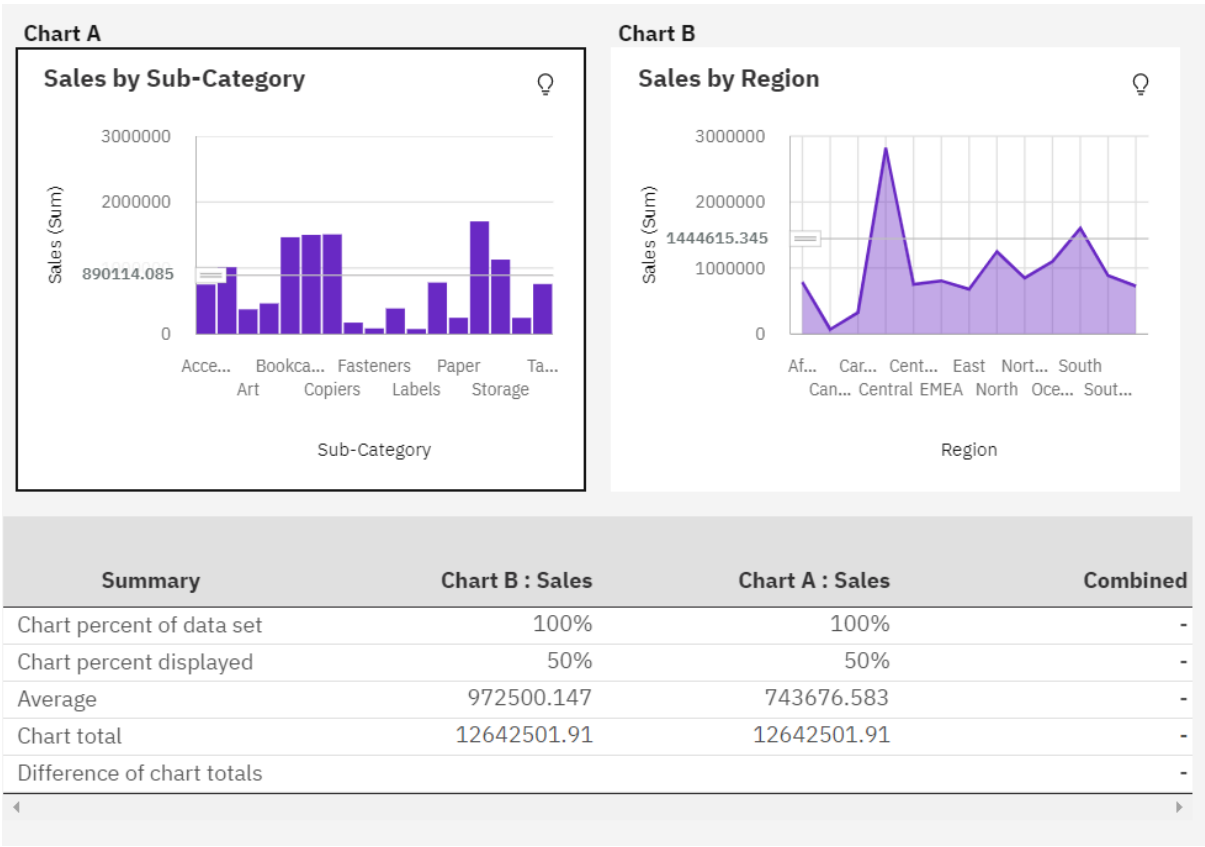 Chart A
Sales by Sub-Category
3000000
2000000
890114.085
0
Sales (Sum)
Acce...
Bookca...
Fasteners
Paper
Ta...
Art
Copiers
Labels
Storage
Sub-Category
Chart B
Sales by Region
3000000
2000000
1444615.345
1000000
0
Sales (Sum)
Af...
Car...
Cent...
East
Nort...
South
Can...
Central
EMEA
North
Oce...
Sout...
Region
Summary Chart B : Sales Chart A : Sales Combined
Chart percent of data set 100% 100% -
Chart percent displayed 50% 50% -
Average 972500.147 743676.583 -
Chart total 12642501.91 12642501.91 -
Difference of chart totals -